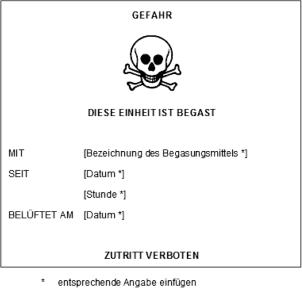 GEFAHR
DIESE EINHEIT IST BEGAST
MIT [Bezeichnung des Begasungsmittels *]
SEIT [Datum *]
[Stunde *]
BELÜFTET AM [Datum *]
ZUTRITT VERBOTEN
* entsprechende Angabe einfügen